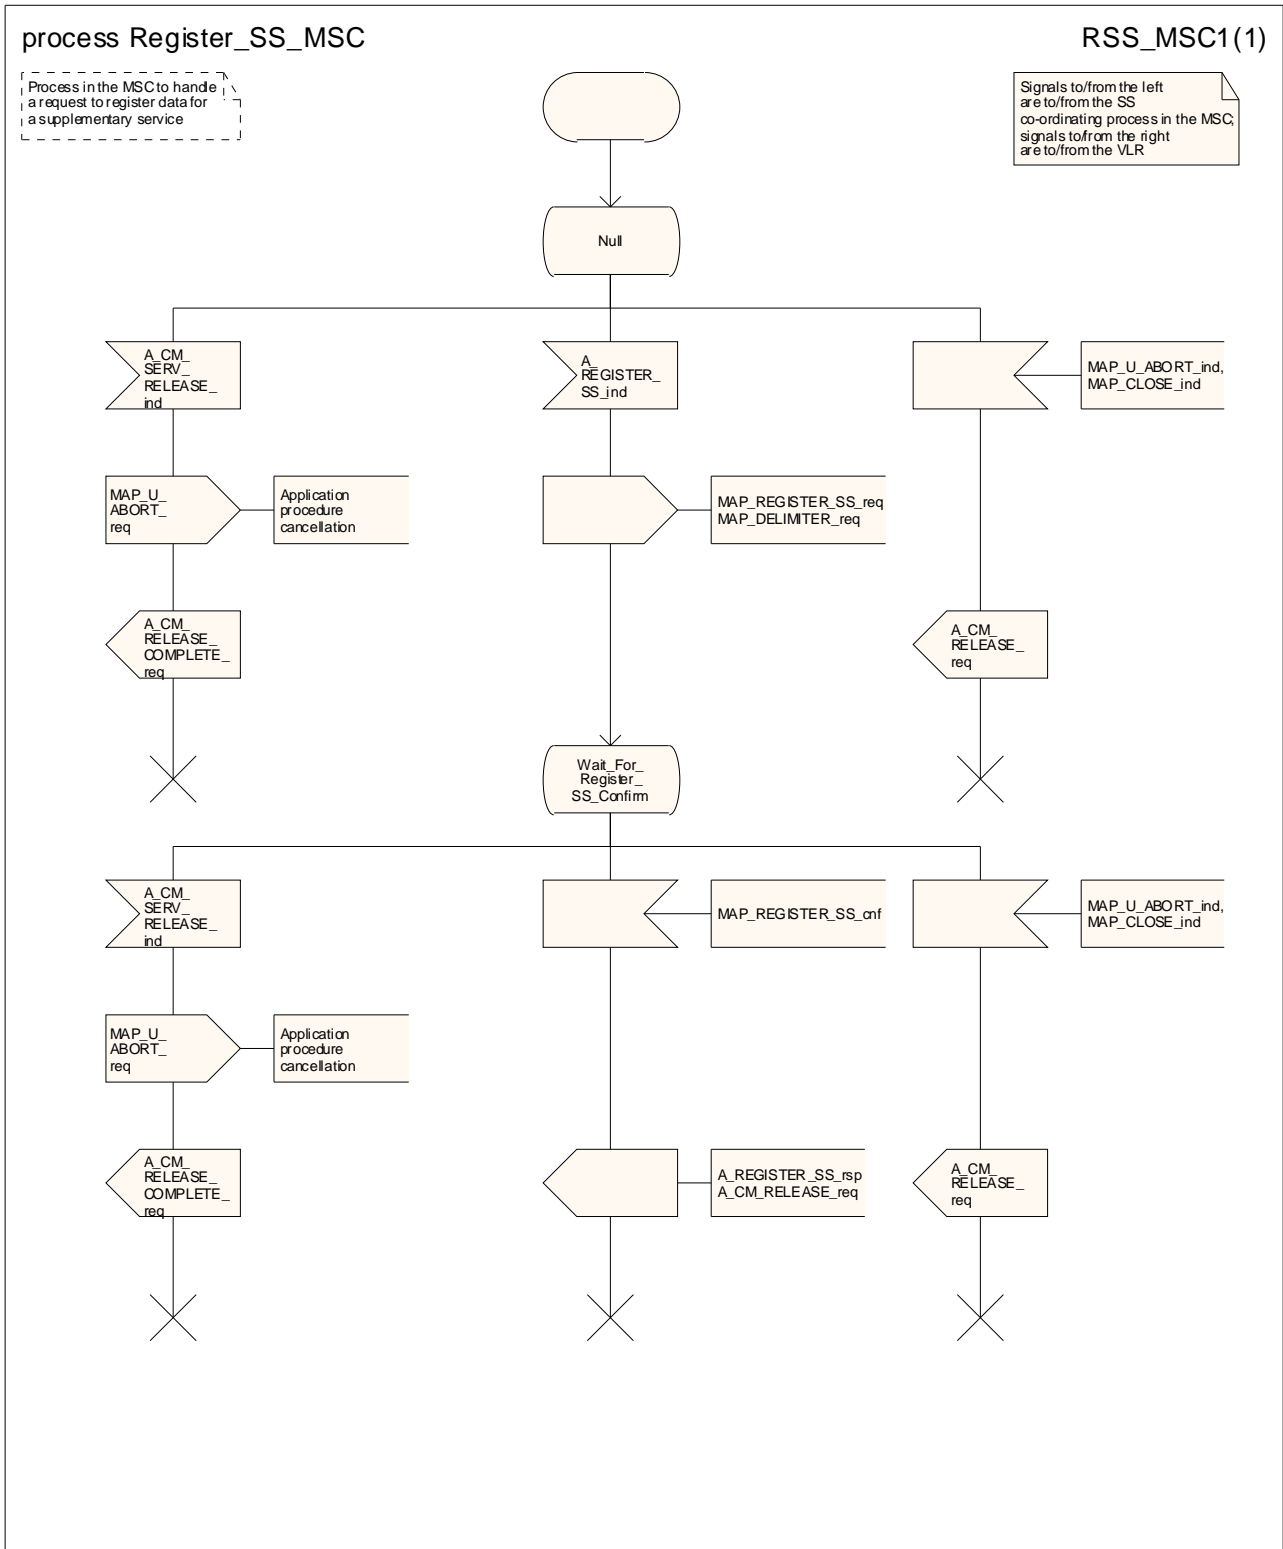 process Register_SS_MSC
RSS_MSC1(1)
Process in the MSC to handle
a request to register data for
a supplementary service
Signals to/from the left
are to/from the SS
co-ordinating process in the MSC;
signals to/from the right
are to/from the VLR
Null
A_CM_
SERV_
RELEASE_
ind
A_
REGISTER_
SS_ind
MAP_U_ABORT_ind,
MAP_CLOSE_ind
MAP_U_
ABORT_
req
Application
procedure
cancellation
MAP_REGISTER_SS_req
MAP_DELIMITER_req
A_CM_
RELEASE_
COMPLETE_
req
A_CM_
RELEASE_
req
Wait_For_
Register_
SS_Confirm
A_CM_
SERV_
RELEASE_
ind
MAP_REGISTER_SS_cnf
MAP_U_ABORT_ind,
MAP_CLOSE_ind
MAP_U_
ABORT_
req
Application
procedure
cancellation
A_CM_
RELEASE_
COMPLETE_
req
A_REGISTER_SS_rsp
A_CM_RELEASE_req
A_CM_
RELEASE_
req